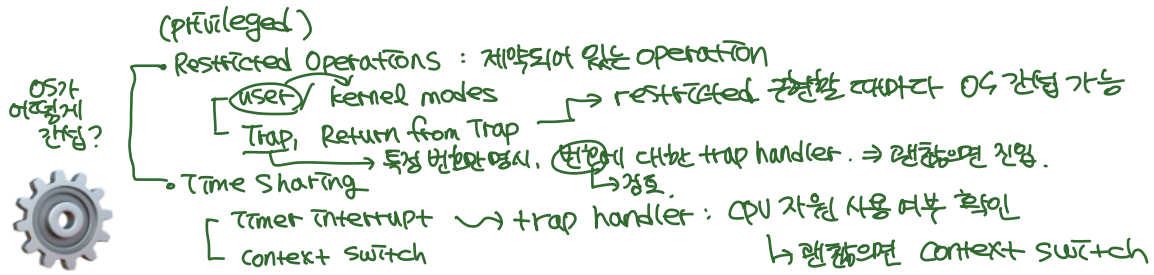 (privileged)
• Restricted Operations : 제약되어 있는 operation
OS가
어떻게
간섭?
user/ kernel modes
Trap, Return from Trap → restricted 구현할 때마다 OS 간섭 가능
→ 특정 번호만 명시. 번호에 대한 trap handler. ⇒ 괜찮으면 진입.
↳ 검토.
• Time Sharing
Timer interrupt → trap handler : CPU 자원 사용 여부 확인
context switch
↳ 괜찮으면 context switch